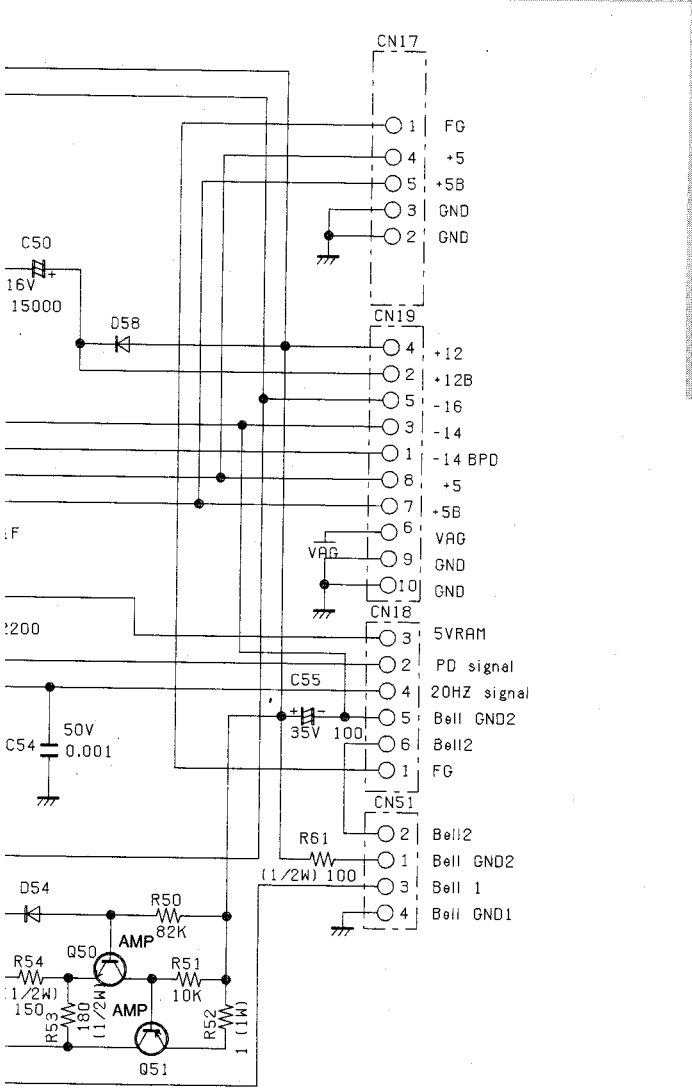 CN17
1 FG
4 +5
5 +5B
3 GND
2 GND
C50
+
16V
15000
D58
CN19
4 +12
2 +12B
5 -16
3 -14
1 -14 BPD
8 +5
7 +5B
6 VAG
VAG
9 GND
10 GND
F
2200
CN18
3 5VRAM
2 PD signal
4 20HZ signal
C55
+ -
35V 100
5 Bell GND2
6 Bell2
1 FG
C54
50V
0.001
CN51
2 Bell2
R61
(1/2W) 100
1 Bell GND2
3 Bell 1
4 Bell GND1
D54
R50
82K
Q50
AMP
R54
(1/2W)
150
R51
10K
R53
180
(1/2W)
AMP
R52
1 (1W)
Q51